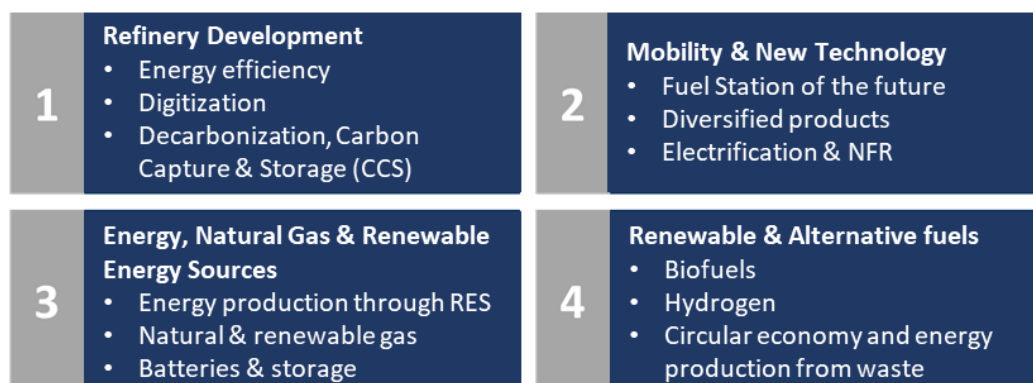 1
Refinery Development
• Energy efficiency
• Digitization
• Decarbonization, Carbon
Capture & Storage (CCS)
2
Mobility & New Technology
• Fuel Station of the future
• Diversified products
• Electrification & NFR
3
Energy, Natural Gas & Renewable
Energy Sources
• Energy production through RES
• Natural & renewable gas
• Batteries & storage
4
Renewable & Alternative fuels
• Biofuels
• Hydrogen
• Circular economy and energy
production from waste